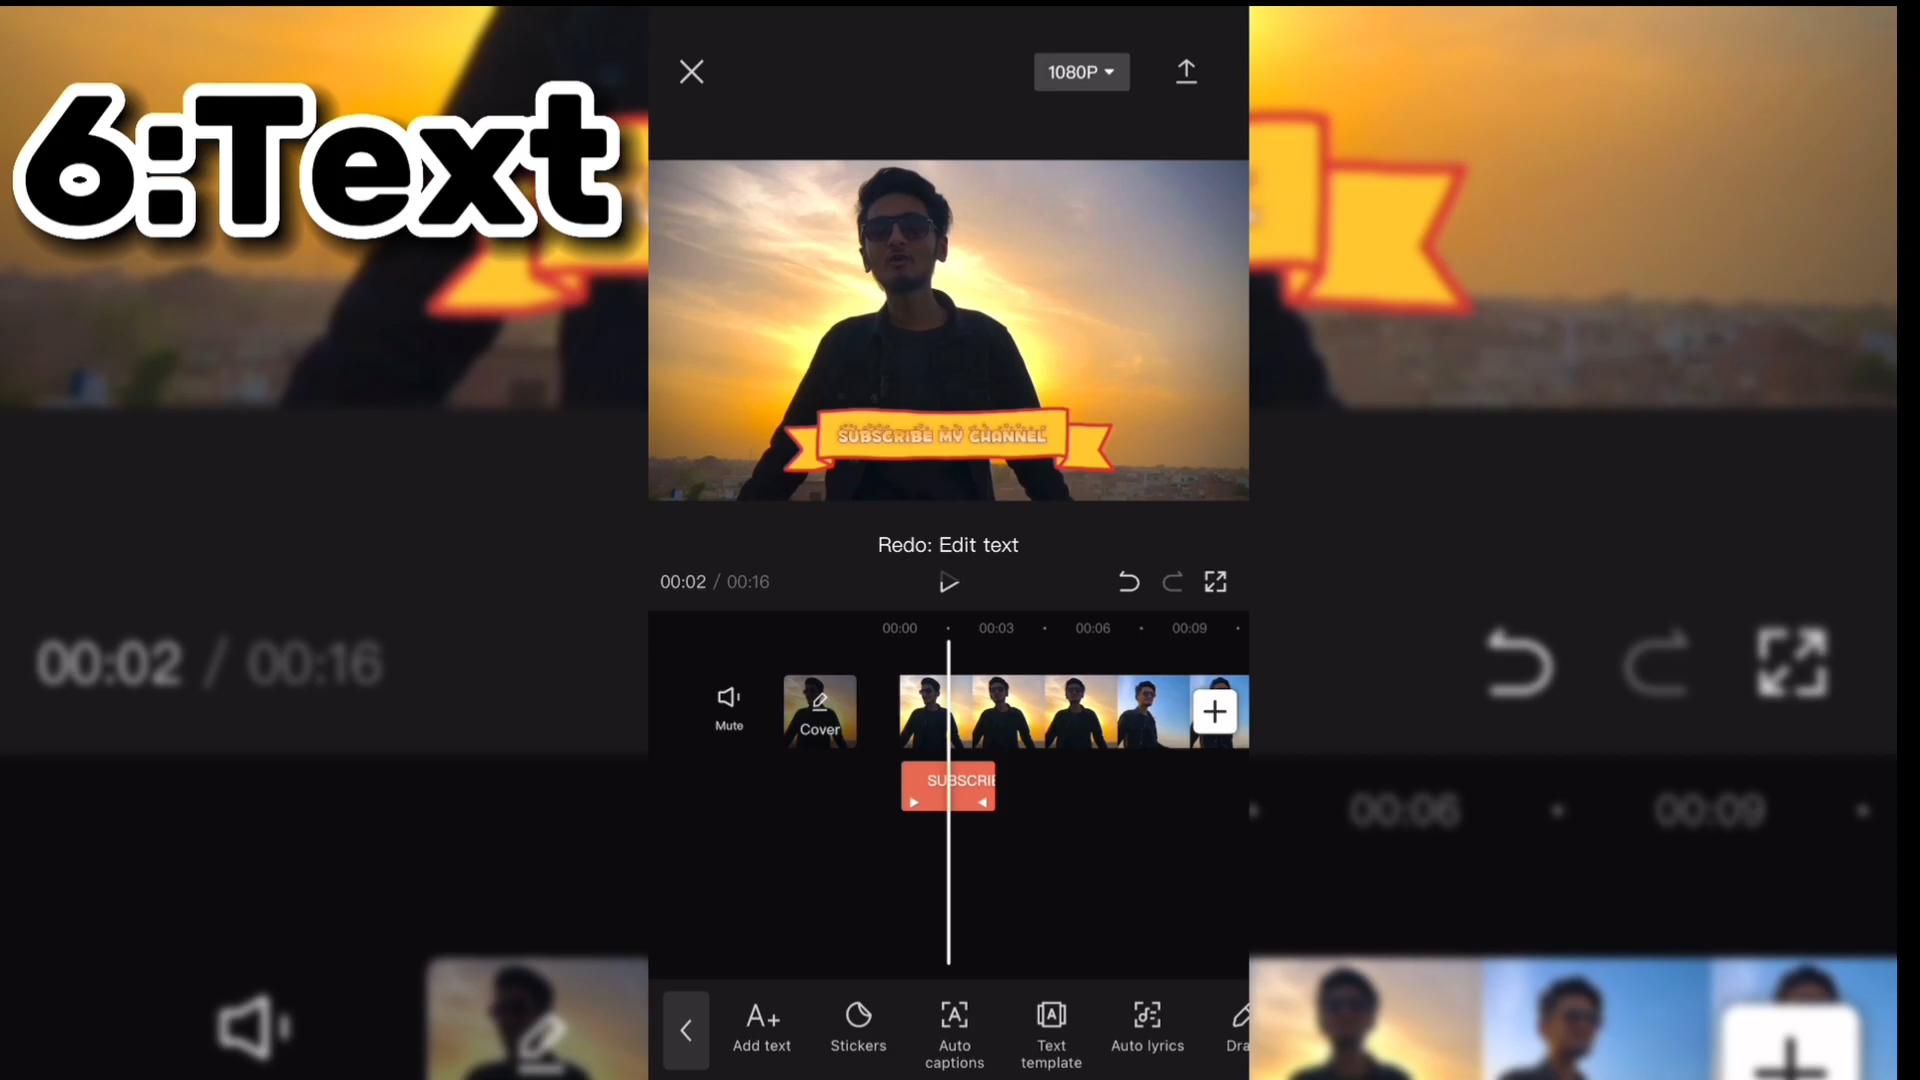 6:Text
1080P
SUBSCRIBE MY CHANNEL
Redo: Edit text
00:02 / 00:16
00:02 / 00:16
00:00 00:03 00:06 00:09
Mute
Cover
SUBSCRIB
00:06 00:09
Add text
Stickers
Auto captions
Text template
Auto lyrics
Dra